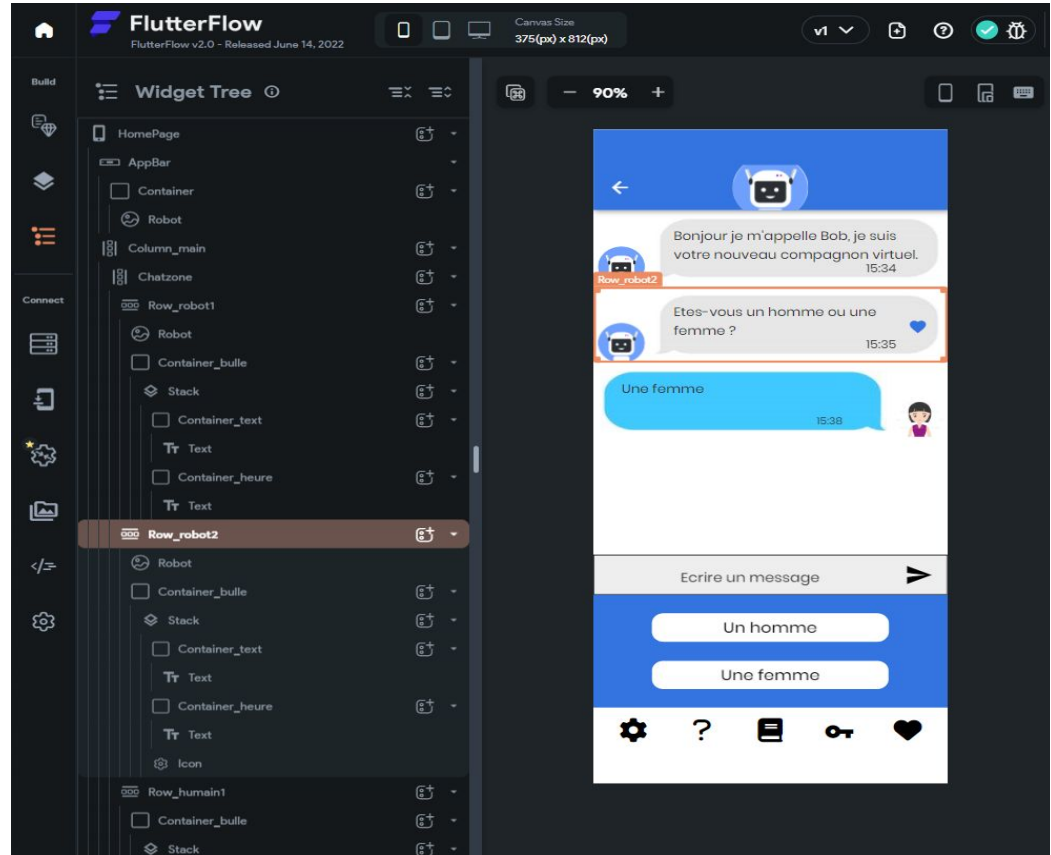 FlutterFlow
FlutterFlow v2.0 - Released June 14, 2022
Canvas Size
375(px) x 812(px)
v1
Build
Widget Tree
90%
HomePage
AppBar
Container
Robot
Column_main
Chatzone
Connect
Row_robot1
Robot
Container_bulle
Stack
Container_text
Tт Text
Container_heure
Tт Text
Row_robot2
Robot
Container_bulle
Stack
Container_text
Tт Text
Container_heure
Tт Text
Icon
Row_humain1
Container_bulle
Stack
Bonjour je m'appelle Bob, je suis
votre nouveau compagnon virtuel.
15:34
Row_robot2
Etes-vous un homme ou une
femme ?
15:35
Une femme
15:38
Ecrire un message
Un homme
Une femme
?